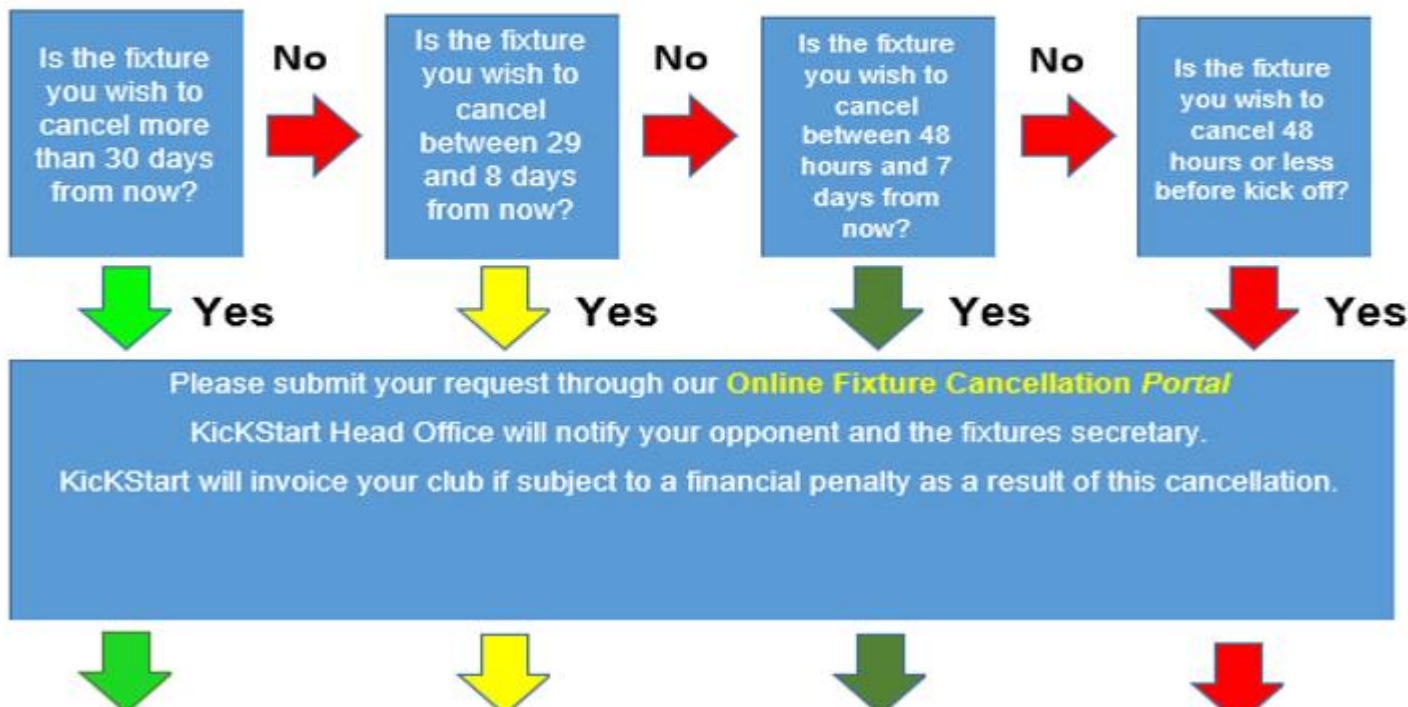 Is the fixture
you wish to
cancel more
than 30 days
from now?
No
Is the fixture
you wish to
cancel
between 29
and 8 days
from now?
No
Is the fixture
you wish to
cancel
between 48
hours and 7
days from
now?
No
Is the fixture
you wish to
cancel 48
hours or less
before kick off?
Yes
Yes
Yes
Yes
Please submit your request through our Online Fixture Cancellation Portal
KicKStart Head Office will notify your opponent and the fixtures secretary.
KicKStart will invoice your club if subject to a financial penalty as a result of this cancellation.